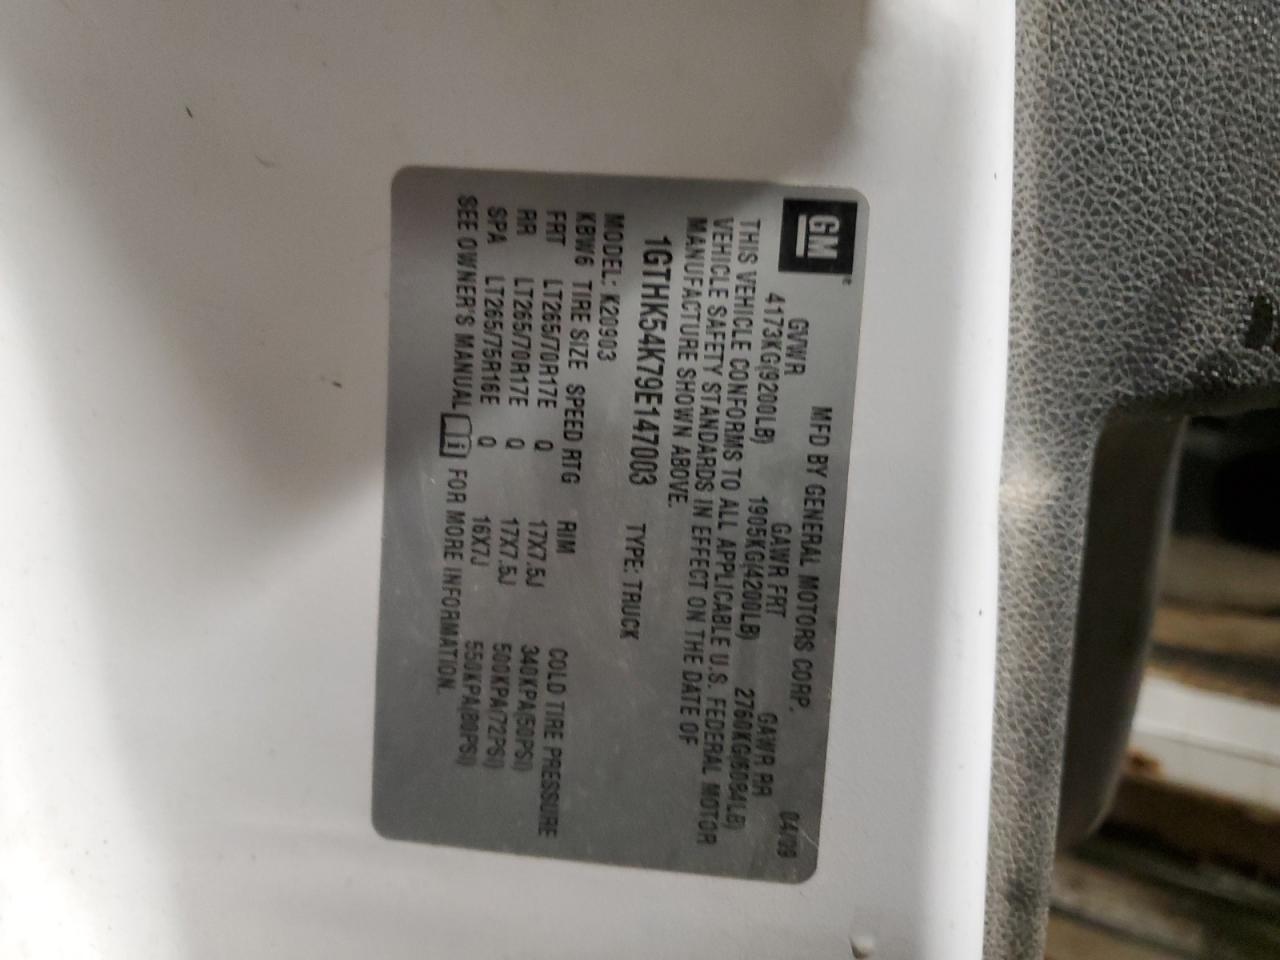 GM
MFD BY GENERAL MOTORS CORP. 04/09
GVWR GAWR FRT GAWR RR
4173KG(9200LB) 1905KG(4200LB) 2760KG(6084LB)
THIS VEHICLE CONFORMS TO ALL APPLICABLE U.S. FEDERAL MOTOR
VEHICLE SAFETY STANDARDS IN EFFECT ON THE DATE OF
MANUFACTURE SHOWN ABOVE.
1GTHK54K79E147003 TYPE: TRUCK
MODEL: K20903
KBW6 TIRE SIZE SPEED RTG RIM COLD TIRE PRESSURE
FRT LT265/70R17E Q 17X7.5J 340KPA(50PSI)
RR LT265/70R17E Q 17X7.5J 500KPA(72PSI)
SPA LT265/75R16E Q 16X7J 550KPA(80PSI)
SEE OWNER'S MANUAL FOR MORE INFORMATION.